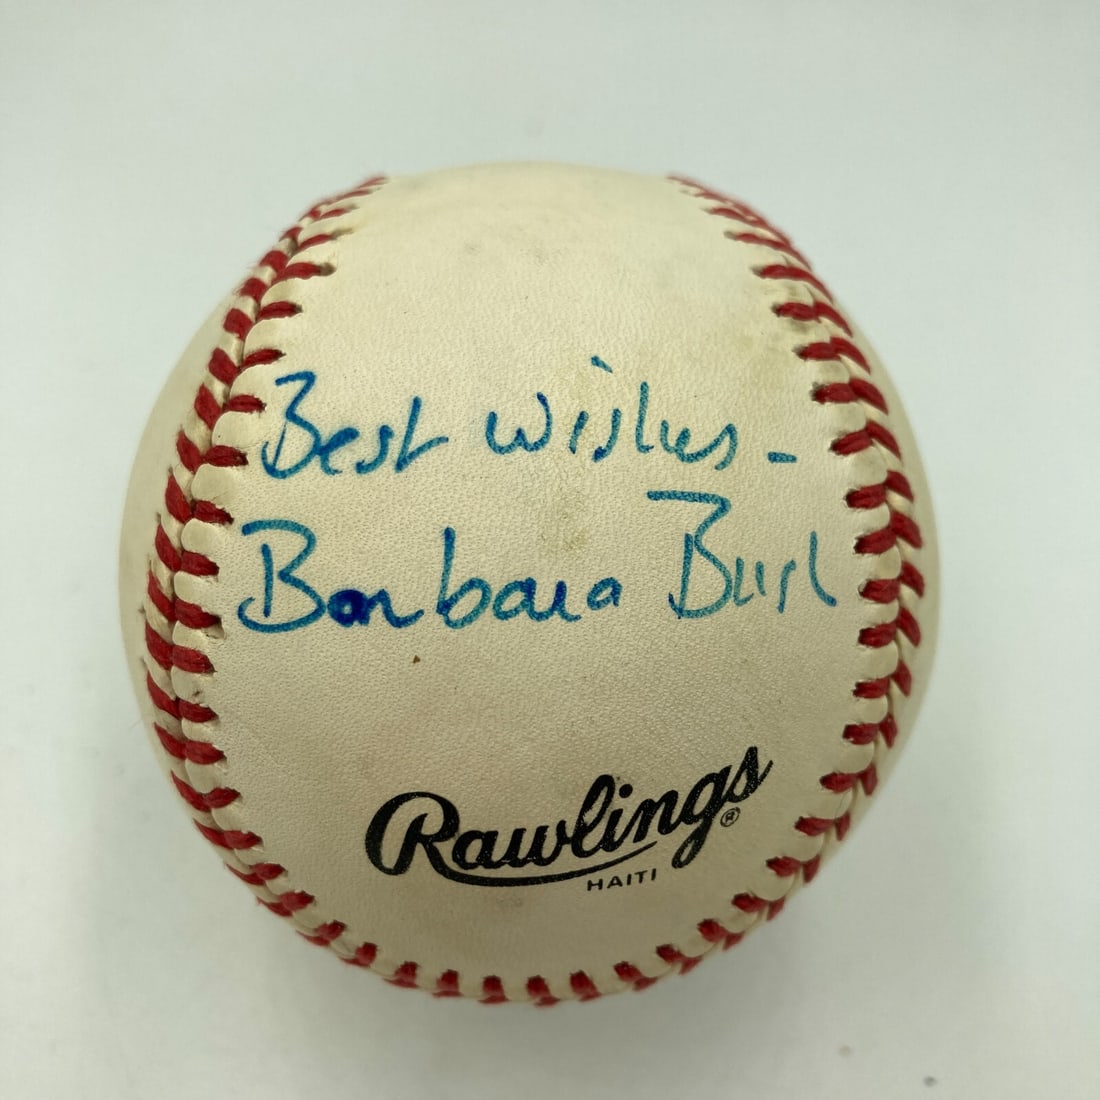 Best wishes -
Barbara Bush
Rawlings®
HAITI